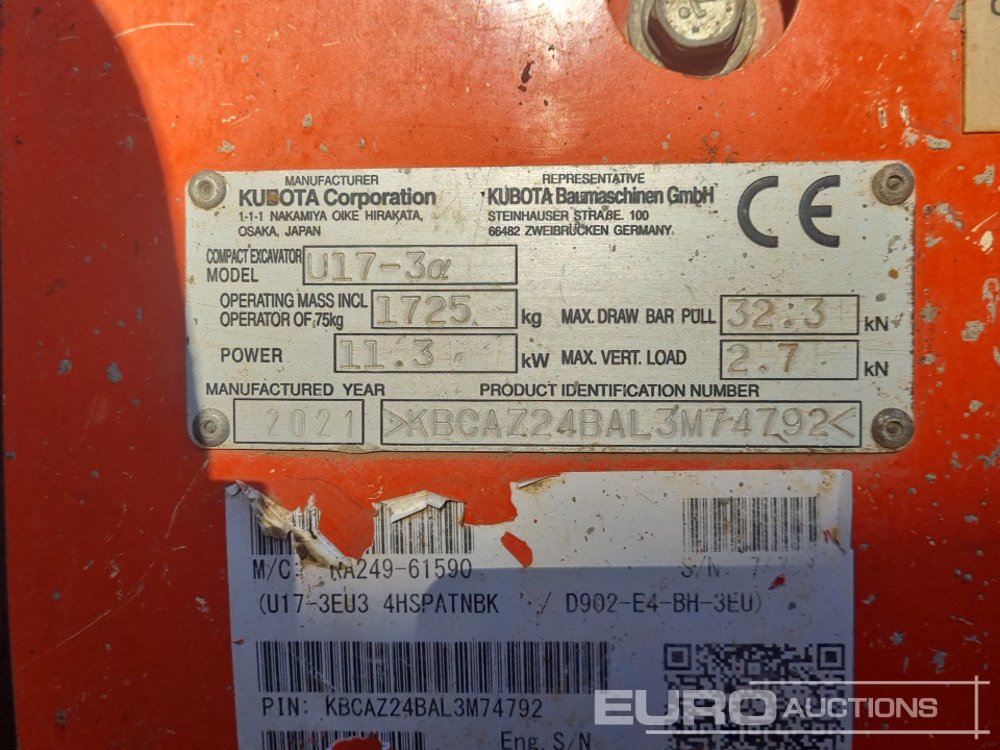 MANUFACTURER
KUBOTA Corporation
1-1-1 NAKAMIYA OIKE HIRAKATA,
OSAKA, JAPAN
REPRESENTATIVE
KUBOTA Baumaschinen GmbH
STEINHAUSER STRAßE. 100
66482 ZWEIBRÜCKEN GERMANY.
CE
COMPACT EXCAVATOR
MODEL U17-3α
OPERATING MASS INCL
OPERATOR OF 75kg 1725 kg
MAX. DRAW BAR PULL 32.3 kN
POWER 11.3 kW
MAX. VERT. LOAD 2.7 kN
MANUFACTURED YEAR
2021
PRODUCT IDENTIFICATION NUMBER
>KBCAZ24BAL3M74792<
M/C: RA249-61590
S/N:
(U17-3EU3 4HSPATNBK / D902-E4-BH-3EU)
PIN: KBCAZ24BAL3M74792
Eng. S/N
EURO AUCTIONS